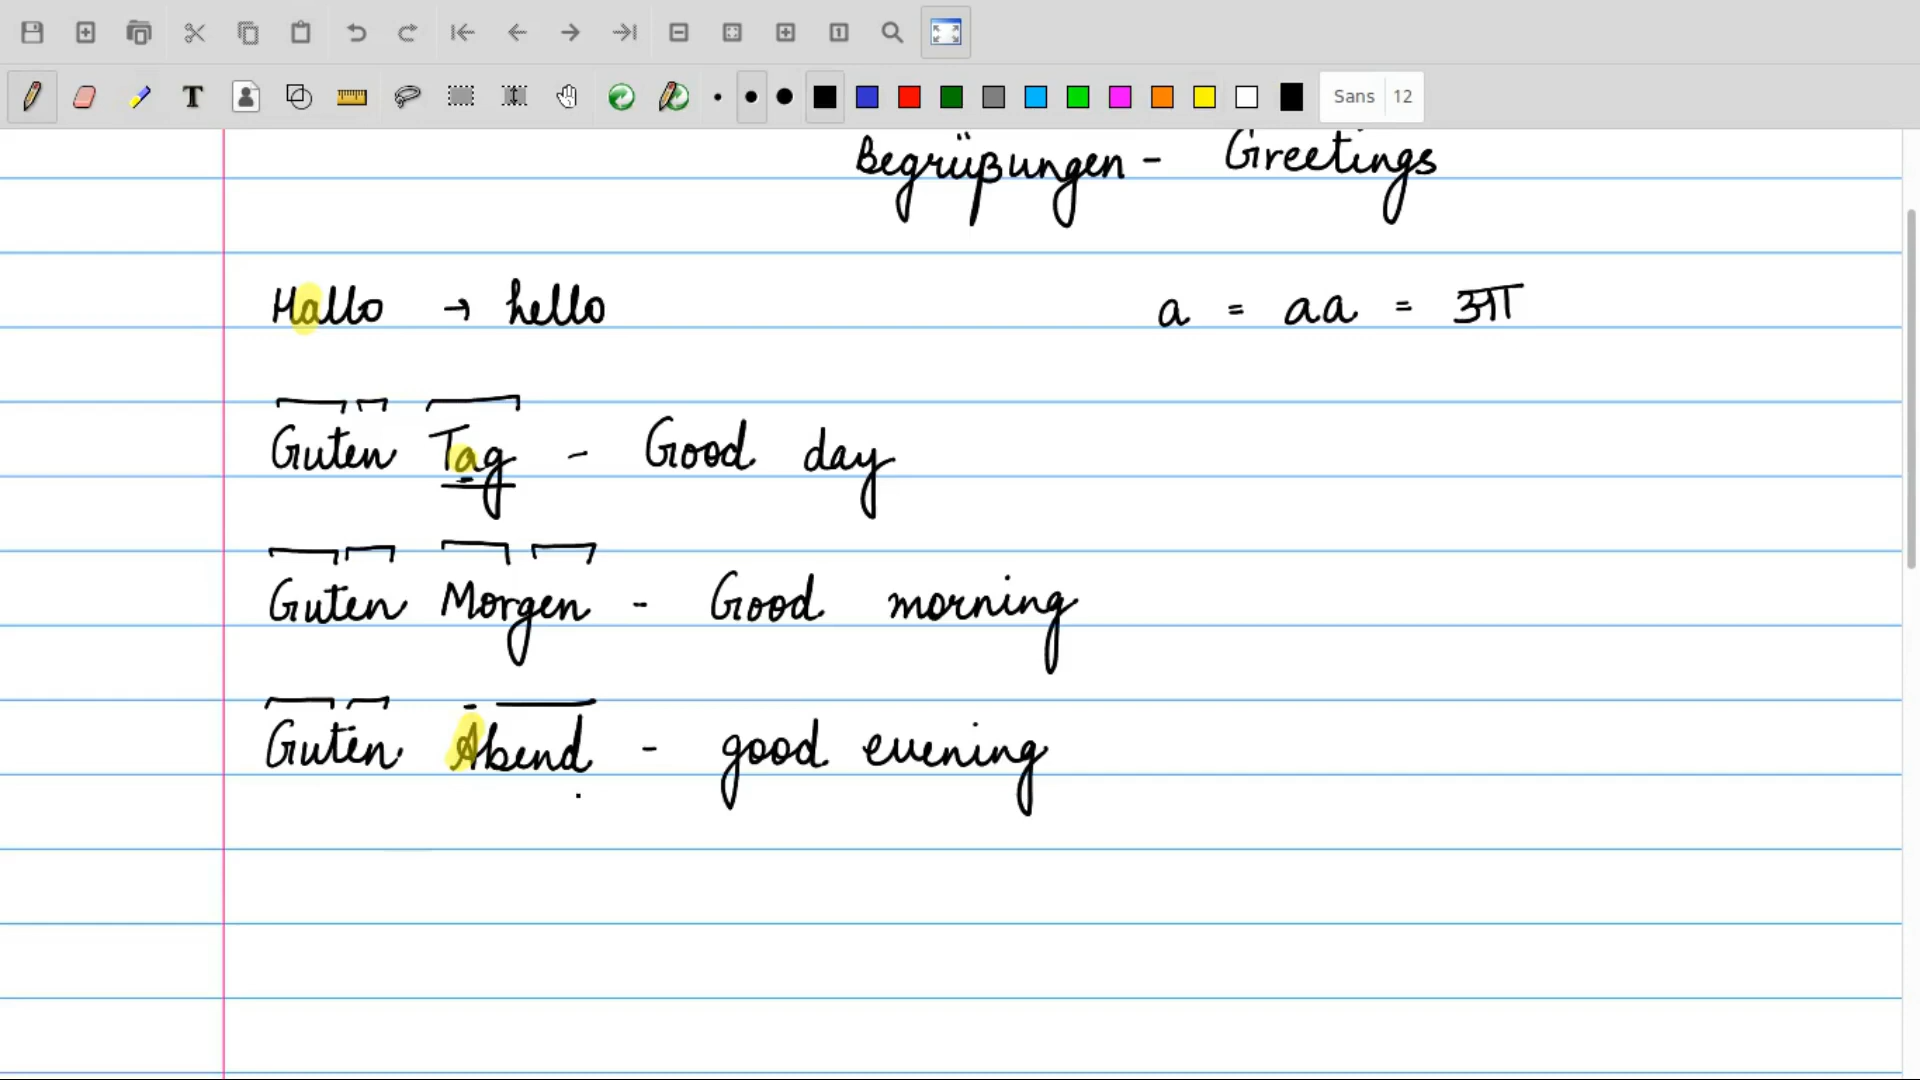 Sans 12
Begrüßungen - Greetings
Hallo → hello
a = aa = आ
Guten Tag - Good day
Guten Morgen - Good morning
Guten Abend - good evening